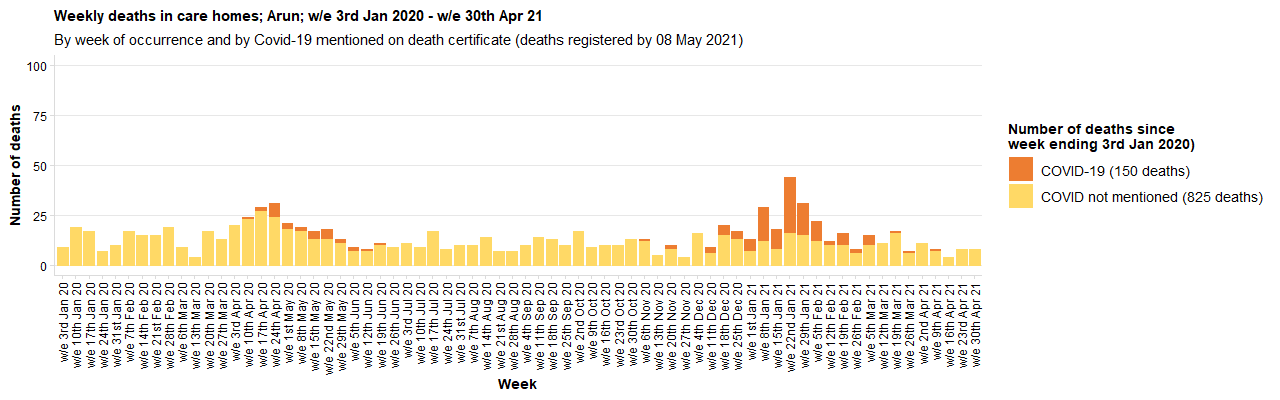 Weekly deaths in care homes; Arun; w/e 3rd Jan 2020 - w/e 30th Apr 21
By week of occurrence and by Covid-19 mentioned on death certificate (deaths registered by 08 May 2021)
Number of deaths
100
75
50
25
0
w/e 3rd Jan 20
w/e 10th Jan 20
w/e 17th Jan 20
w/e 24th Jan 20
w/e 31st Jan 20
w/e 7th Feb 20
w/e 14th Feb 20
w/e 21st Feb 20
w/e 28th Feb 20
w/e 6th Mar 20
w/e 13th Mar 20
w/e 20th Mar 20
w/e 27th Mar 20
w/e 3rd Apr 20
w/e 10th Apr 20
w/e 17th Apr 20
w/e 24th Apr 20
w/e 1st May 20
w/e 8th May 20
w/e 15th May 20
w/e 22nd May 20
w/e 29th May 20
w/e 5th Jun 20
w/e 12th Jun 20
w/e 19th Jun 20
w/e 26th Jun 20
w/e 3rd Jul 20
w/e 10th Jul 20
w/e 17th Jul 20
w/e 24th Jul 20
w/e 31st Jul 20
w/e 7th Aug 20
w/e 14th Aug 20
w/e 21st Aug 20
w/e 28th Aug 20
w/e 4th Sep 20
w/e 11th Sep 20
w/e 18th Sep 20
w/e 25th Sep 20
w/e 2nd Oct 20
w/e 9th Oct 20
w/e 16th Oct 20
w/e 23rd Oct 20
w/e 30th Oct 20
w/e 6th Nov 20
w/e 13th Nov 20
w/e 20th Nov 20
w/e 27th Nov 20
w/e 4th Dec 20
w/e 11th Dec 20
w/e 18th Dec 20
w/e 25th Dec 20
w/e 1st Jan 21
w/e 8th Jan 21
w/e 15th Jan 21
w/e 22nd Jan 21
w/e 29th Jan 21
w/e 5th Feb 21
w/e 12th Feb 21
w/e 19th Feb 21
w/e 26th Feb 21
w/e 5th Mar 21
w/e 12th Mar 21
w/e 19th Mar 21
w/e 26th Mar 21
w/e 2nd Apr 21
w/e 9th Apr 21
w/e 16th Apr 21
w/e 23rd Apr 21
w/e 30th Apr 21
Week
Number of deaths since
week ending 3rd Jan 2020)
COVID-19 (150 deaths)
COVID not mentioned (825 deaths)